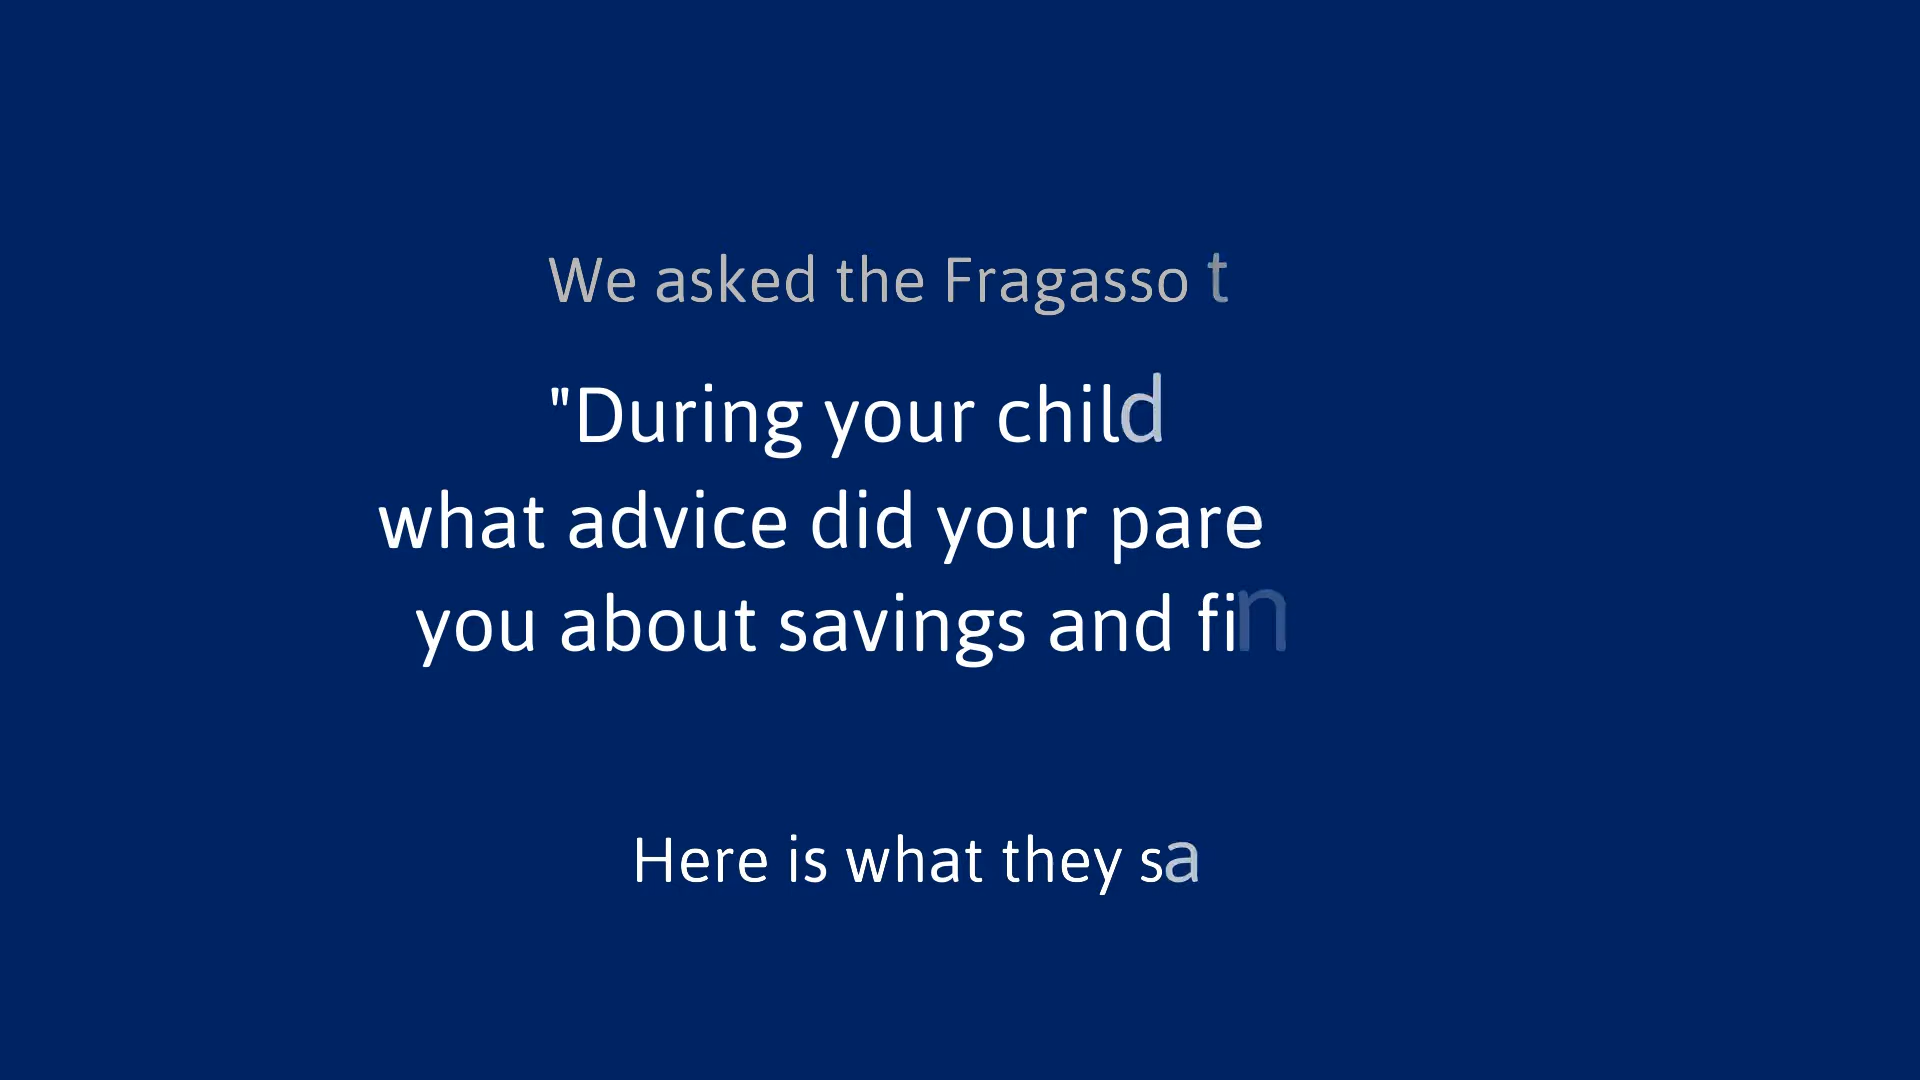 We asked the Fragasso t
"During your child
what advice did your pare
you about savings and fin
Here is what they sa